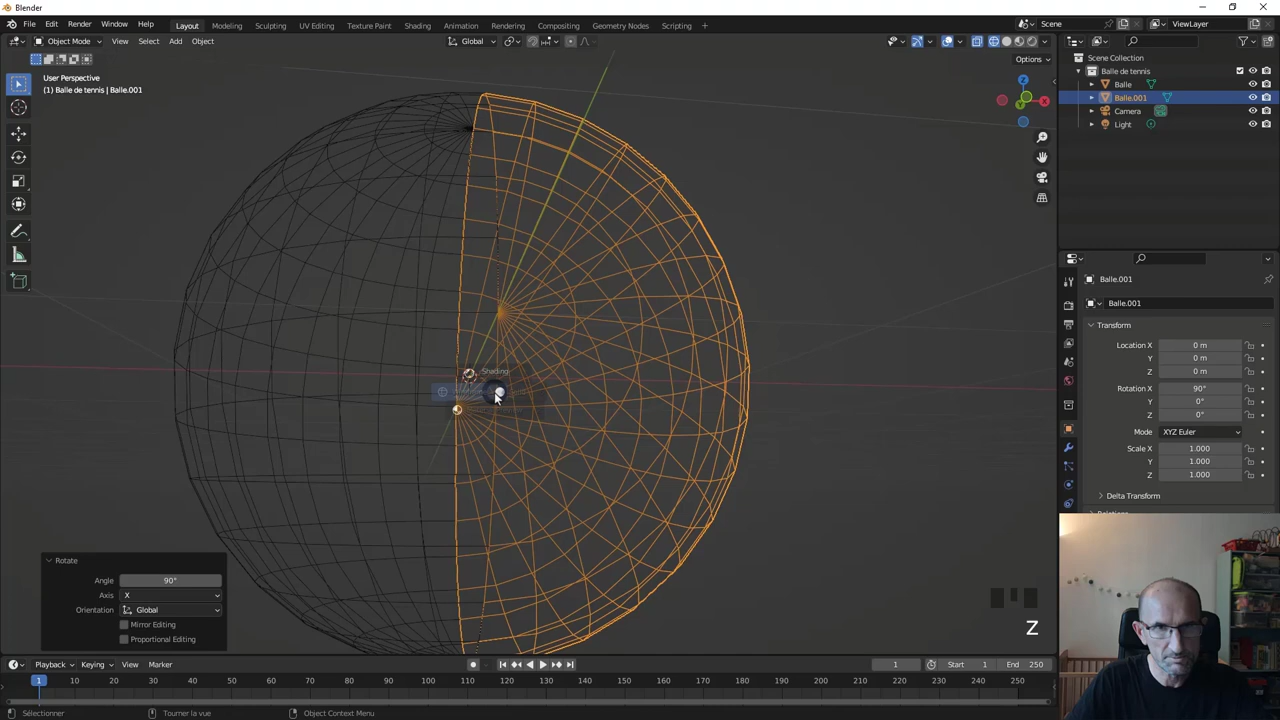 Blender
File Edit Render Window Help Layout Modeling Sculpting UV Editing Texture Paint Shading Animation Rendering Compositing Geometry Nodes Scripting + Scene ViewLayer
Object Mode View Select Add Object Global
Options
User Perspective
(1) Balle de tennis | Balle.001
X
Y
Z
Shading
Rotate
Angle 90°
Axis X
Orientation Global
Mirror Editing
Proportional Editing
Z
Scene Collection
Balle de tennis
Balle
Balle.001
Camera
Light
Balle.001
Balle.001
Transform
Location X 0 m
Y 0 m
Z 0 m
Rotation X 90°
Y 0°
Z 0°
Mode XYZ Euler
Scale X 1.000
Y 1.000
Z 1.000
Delta Transform
Playback Keying View Marker 1 Start 1 End 250
1 10 20 30 40 50 60 70 80 90 100 110 120 130 140 150 160 170 180 190 200 210 220 230 240 250
Sélectionner Tourner la vue Object Context Menu